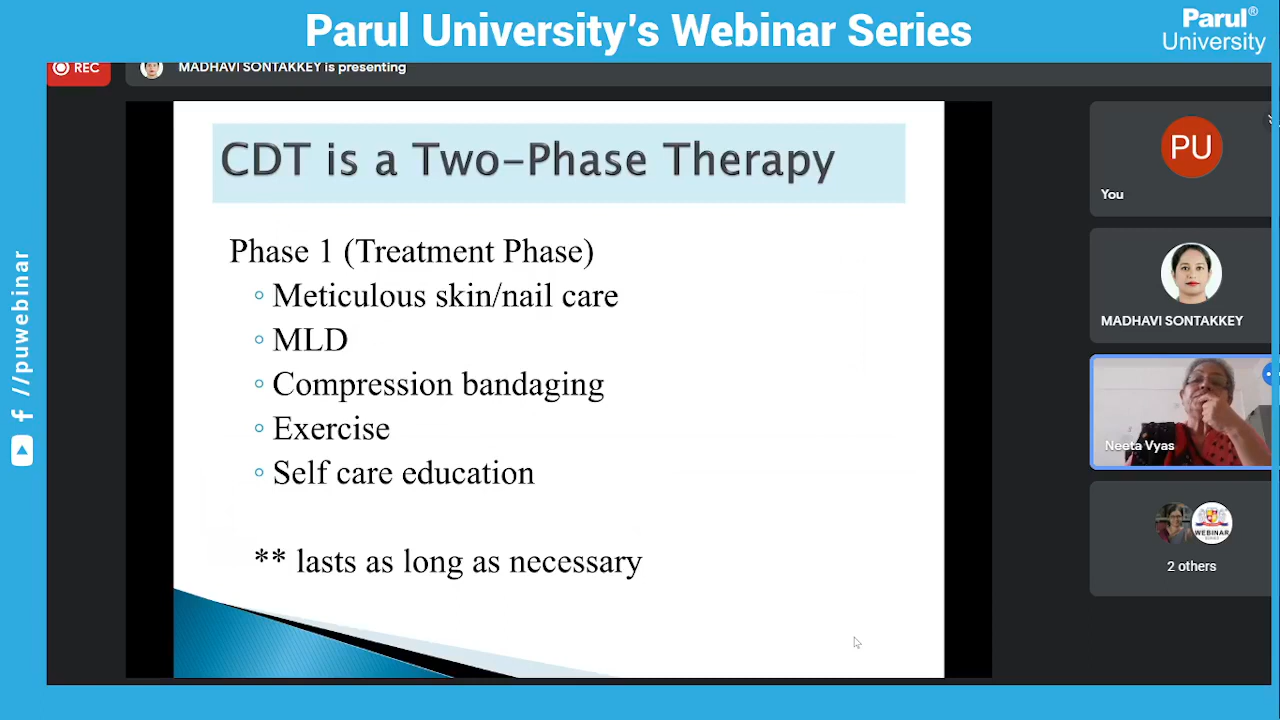 Parul University's Webinar Series
Parul®
University
REC
MADHAVI SONTAKKEY is presenting
CDT is a Two-Phase Therapy
Phase 1 (Treatment Phase)
Meticulous skin/nail care
MLD
Compression bandaging
Exercise
Self care education
** lasts as long as necessary
PU
You
MADHAVI SONTAKKEY
Neeta Vyas
WEBINAR
SERIES
2 others
//puwebinar